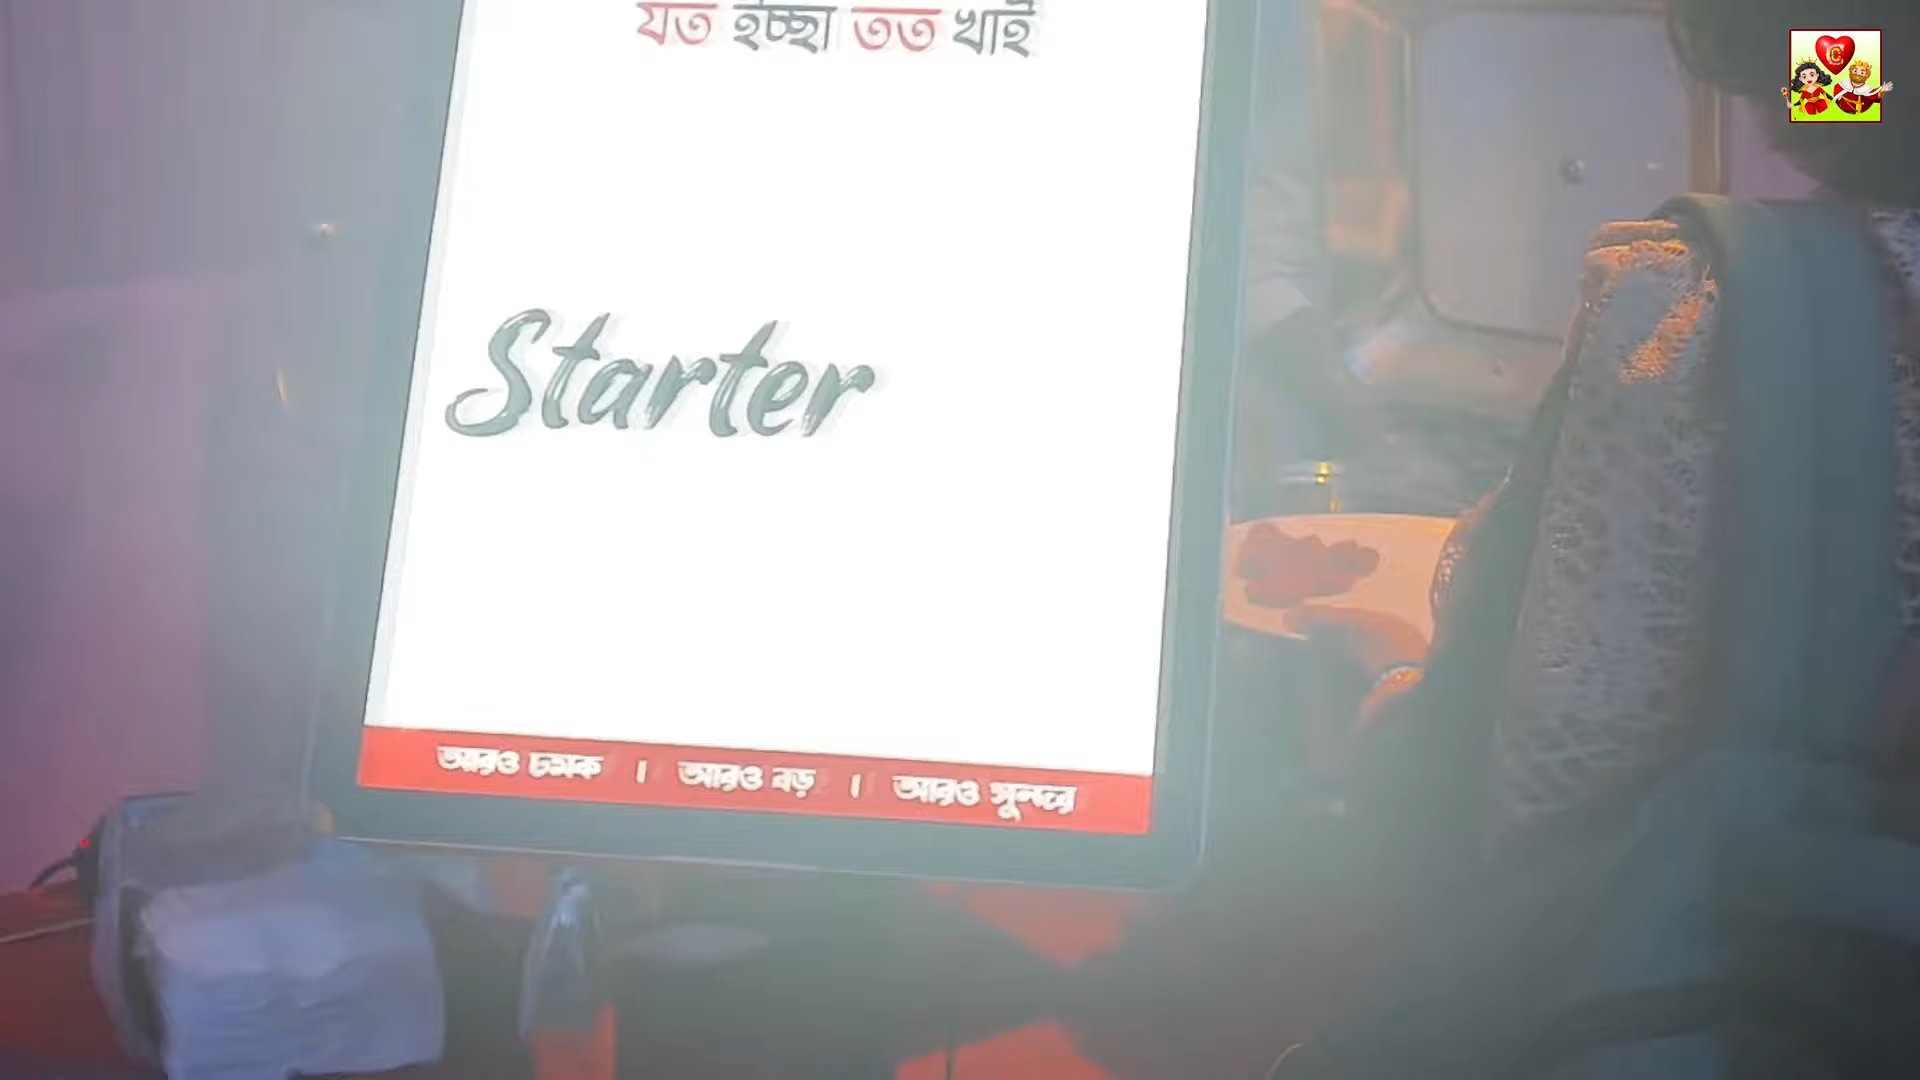 যত ইচ্ছা তত খাই
Starter
আরও চমক । আরও বড় । আরও সুন্দর
C